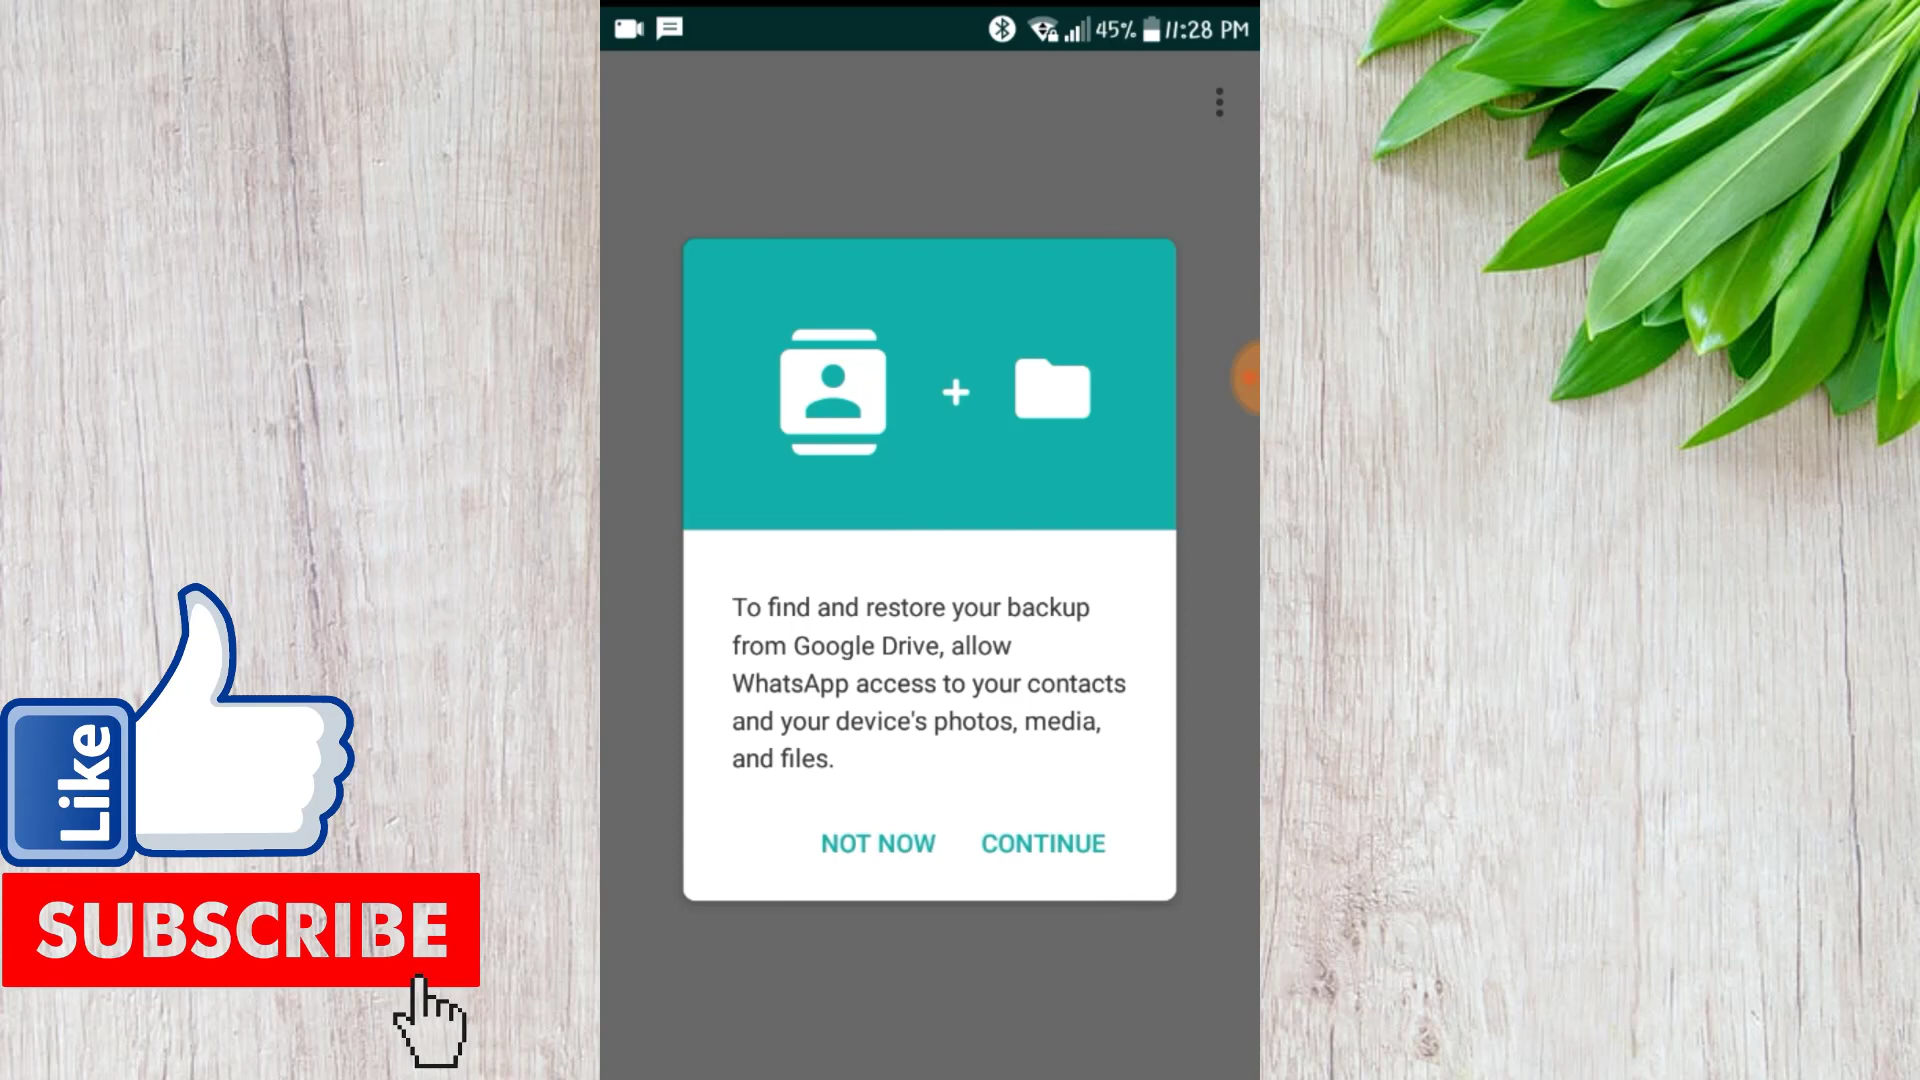 45%
11:28 PM
To find and restore your backup
from Google Drive, allow
WhatsApp access to your contacts
and your device's photos, media,
and files.
NOT NOW
CONTINUE
Like
SUBSCRIBE